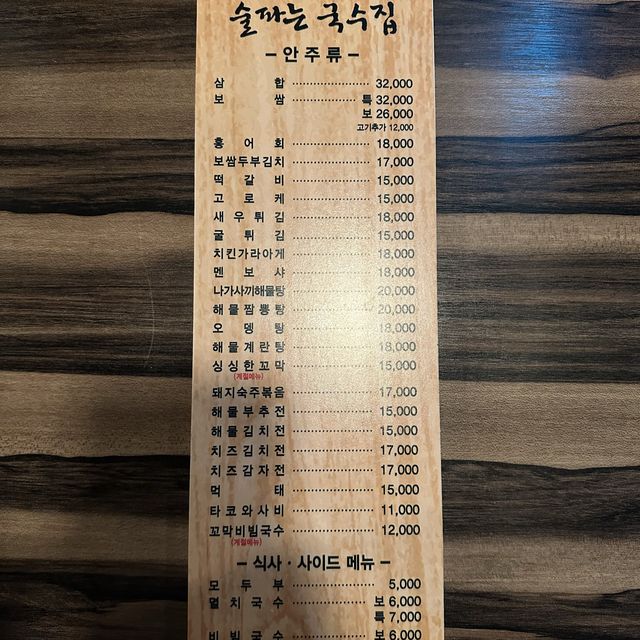 술파는 국수집
– 안 주 류 –
삼 합 32,000
보 쌈 특 32,000
보 26,000
고기추가 12,000
홍 어 회 18,000
보쌈두부김치 17,000
떡 갈 비 15,000
고 로 케 15,000
새 우 튀 김 18,000
굴 튀 김 15,000
치킨가라아게 18,000
멘 보 샤 18,000
나가사끼해물탕 20,000
해 물 짬 뽕 탕 20,000
오 뎅 탕 18,000
해 물 계 란 탕 18,000
싱 싱 한 꼬 막 15,000
(계절메뉴)
돼지숙주볶음 17,000
해 물 부 추 전 15,000
해 물 김 치 전 15,000
치 즈 김 치 전 17,000
치 즈 감 자 전 17,000
먹 태 15,000
타 코 와 사 비 11,000
꼬막비빔국수 12,000
(계절메뉴)
– 식사 · 사이드 메뉴 –
모 두 부 5,000
멸 치 국 수 보 6,000
특 7,000
비 빔 국 수 보 6,000